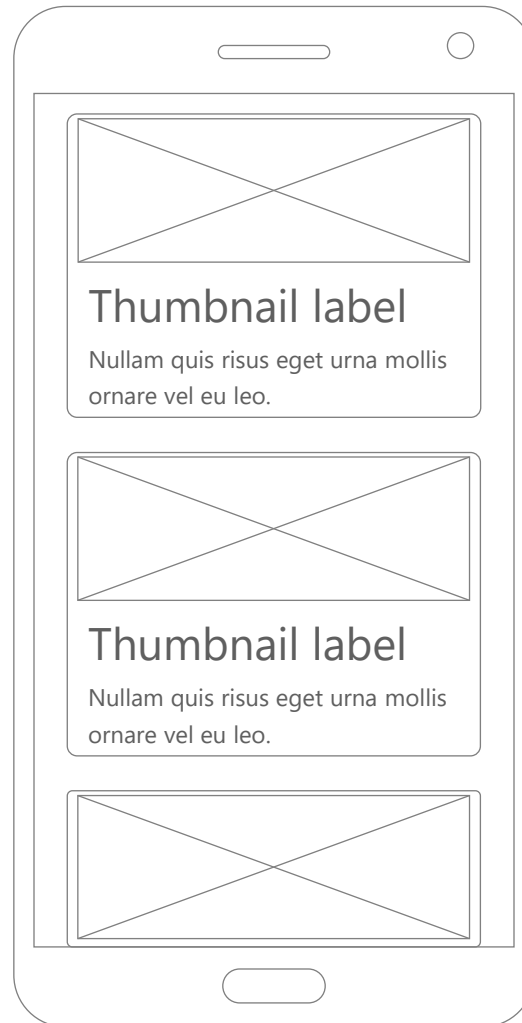 Thumbnail label
Nullam quis risus eget urna mollis
ornare vel eu leo.
Thumbnail label
Nullam quis risus eget urna mollis
ornare vel eu leo.